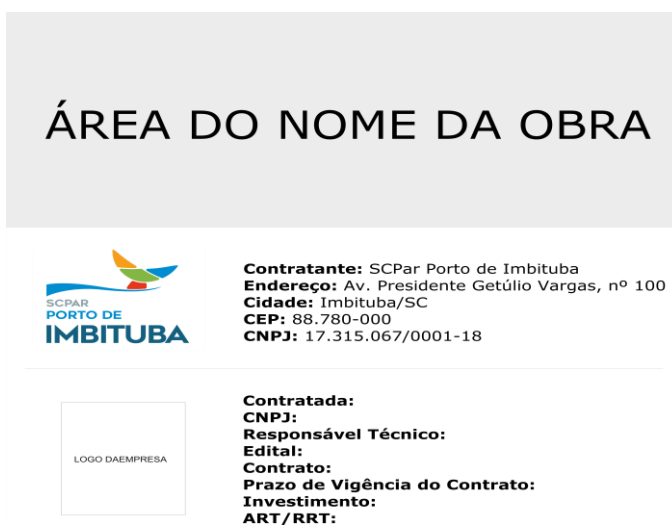 ÁREA DO NOME DA OBRA
SCPAR
PORTO DE
IMBITUBA
Contratante: SCPar Porto de Imbituba
Endereço: Av. Presidente Getúlio Vargas, nº 100
Cidade: Imbituba/SC
CEP: 88.780-000
CNPJ: 17.315.067/0001-18
LOGO DAEMPRESA
Contratada:
CNPJ:
Responsável Técnico:
Edital:
Contrato:
Prazo de Vigência do Contrato:
Investimento:
ART/RRT: